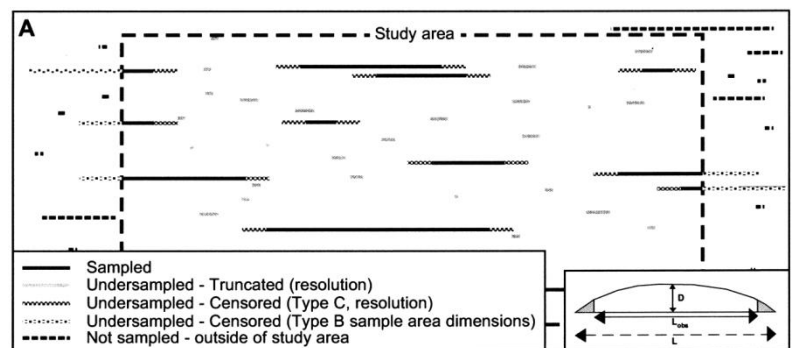 A
Study area
Sampled
Undersampled - Truncated (resolution)
Undersampled - Censored (Type C, resolution)
Undersampled - Censored (Type B sample area dimensions)
Not sampled - outside of study area
D
Lobs
L